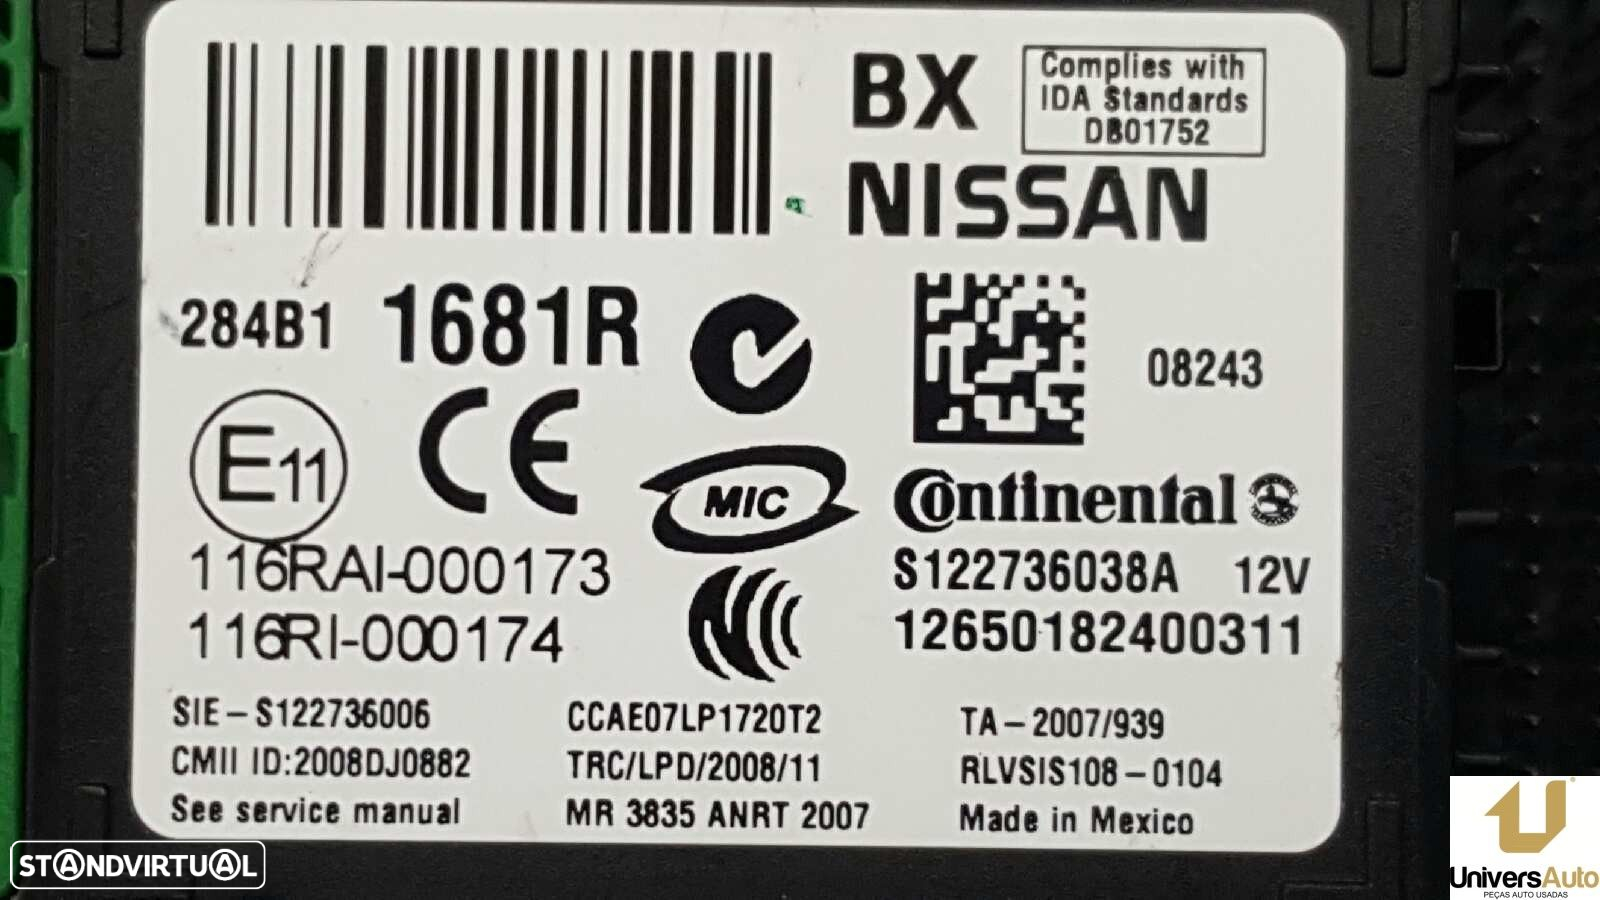 BX
Complies with
IDA Standards
DB01752
NISSAN
284B1 1681R
08243
E11
CE
MIC
Continental
116RAI-000173
S122736038A 12V
116RI-000174
12650182400311
SIE-S122736006 CCAE07LP1720T2 TA-2007/939
CMII ID:2008DJ0882 TRC/LPD/2008/11 RLVSIS108-0104
See service manual MR 3835 ANRT 2007 Made in Mexico
STANDVIRTUAL
UniversAuto
PEÇAS AUTO USADAS